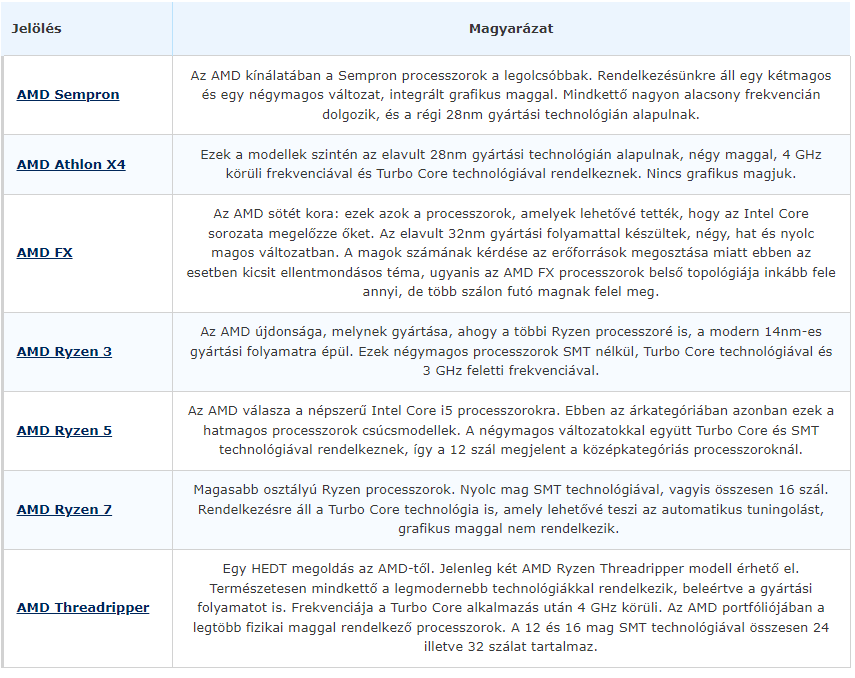 Jelölés
Magyarázat
AMD Sempron
Az AMD kínálatában a Sempron processzorok a legolcsóbbak. Rendelkezésünkre áll egy kétmagos
és egy négymagos változat, integrált grafikus maggal. Mindkettő nagyon alacsony frekvencián
dolgozik, és a régi 28nm gyártási technológián alapulnak.
AMD Athlon X4
Ezek a modellek szintén az elavult 28nm gyártási technológián alapulnak, négy maggal, 4 GHz
körüli frekvenciával és Turbo Core technológiával rendelkeznek. Nincs grafikus magjuk.
AMD FX
Az AMD sötét kora: ezek azok a processzorok, amelyek lehetővé tették, hogy az Intel Core
sorozata megelőzze őket. Az elavult 32nm gyártási folyamattal készültek, négy, hat és nyolc
magos változatban. A magok számának kérdése az erőforrások megosztása miatt ebben az
esetben kicsit ellentmondásos téma, ugyanis az AMD FX processzorok belső topológiája inkább fele
annyi, de több szálon futó magnak felel meg.
AMD Ryzen 3
Az AMD újdonsága, melynek gyártása, ahogy a többi Ryzen processzoré is, a modern 14nm-es
gyártási folyamatra épül. Ezek négymagos processzorok SMT nélkül, Turbo Core technológiával és
3 GHz feletti frekvenciával.
AMD Ryzen 5
Az AMD válasza a népszerű Intel Core i5 processzorokra. Ebben az árkategóriában azonban ezek a
hatmagos processzorok csúcsmodellek. A négymagos változatokkal együtt Turbo Core és SMT
technológiával rendelkeznek, így a 12 szál megjelent a középkategóriás processzoroknál.
AMD Ryzen 7
Magasabb osztályú Ryzen processzorok. Nyolc mag SMT technológiával, vagyis összesen 16 szál.
Rendelkezésre áll a Turbo Core technológia is, amely lehetővé teszi az automatikus tuningolást,
grafikus maggal nem rendelkezik.
AMD Threadripper
Egy HEDT megoldás az AMD-től. Jelenleg két AMD Ryzen Threadripper modell érhető el.
Természetesen mindkettő a legmodernebb technológiákkal rendelkezik, beleértve a gyártási
folyamatot is. Frekvenciája a Turbo Core alkalmazás után 4 GHz körüli. Az AMD portfóliójában a
legtöbb fizikai maggal rendelkező processzorok. A 12 és 16 mag SMT technológiával összesen 24
illetve 32 szálat tartalmaz.